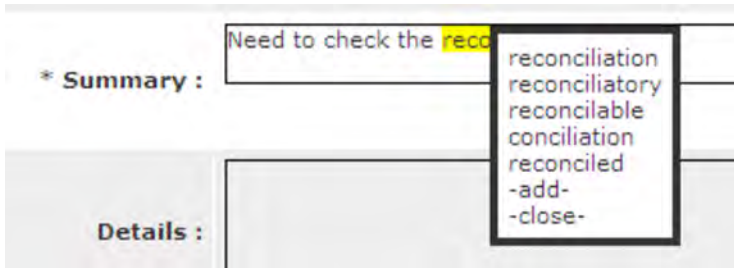 Need to check the reco
* Summary :
reconciliation
reconciliatory
reconcilable
conciliation
reconciled
-add-
-close-
Details :